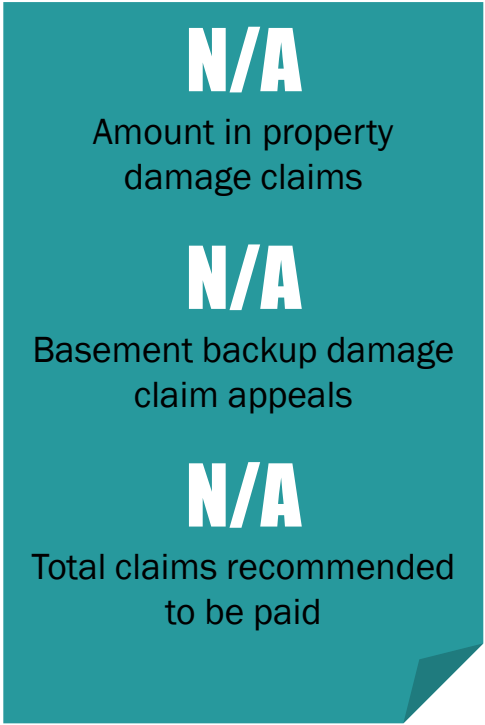 N/A
Amount in property
damage claims
N/A
Basement backup damage
claim appeals
N/A
Total claims recommended
to be paid